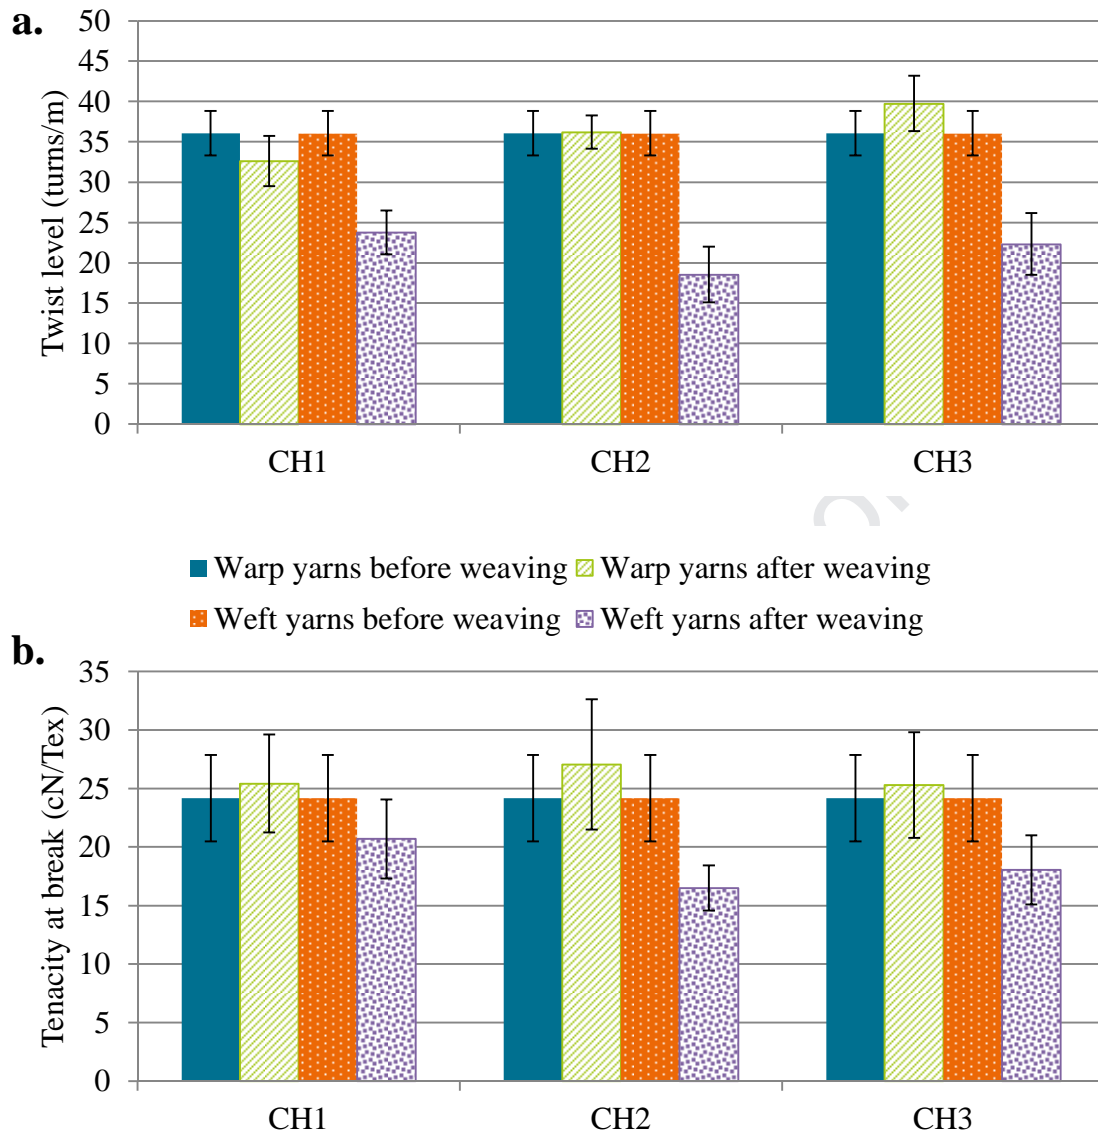 a.
Twist level (turns/m)
50
45
40
35
30
25
20
15
10
5
0
CH1 CH2 CH3
Warp yarns before weaving Warp yarns after weaving
Weft yarns before weaving Weft yarns after weaving
b.
Tenacity at break (cN/Tex)
35
30
25
20
15
10
5
0
CH1 CH2 CH3